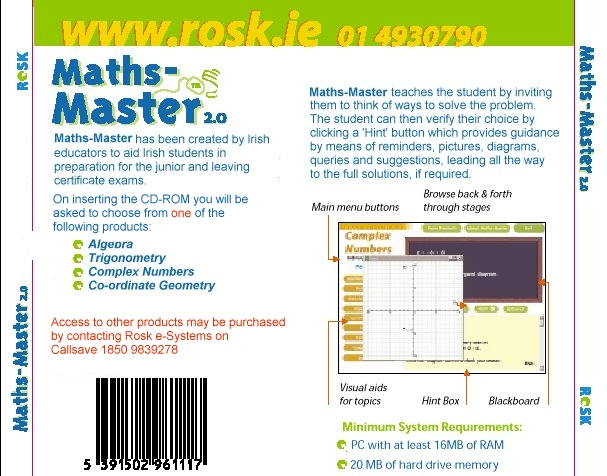 www.rosk.ie 01 4930790
ROSK
Maths-
Master 2.0
Maths-Master has been created by Irish
educators to aid Irish students in
preparation for the junior and leaving
certificate exams.
On inserting the CD-ROM you will be
asked to choose from one of the
following products:
Algepra
Trigonometry
Complex Numbers
Co-ordinate Geometry
Access to other products may be purchased
by contacting Rosk e-Systems on
Callsave 1850 9839278
5 391502 961117
Maths-Master 2.0
Maths-Master teaches the student by inviting
them to think of ways to solve the problem.
The student can then verify their choice by
clicking a 'Hint' button which provides guidance
by means of reminders, pictures, diagrams,
queries and suggestions, leading all the way
to the full solutions, if required.
Main menu buttons
Browse back & forth
through stages
Complex
Numbers
diagram.
Visual aids
for topics
Hint Box
Blackboard
Minimum System Requirements:
PC with at least 16MB of RAM
20 MB of hard drive memory
Maths-Master 2.0
ROSK